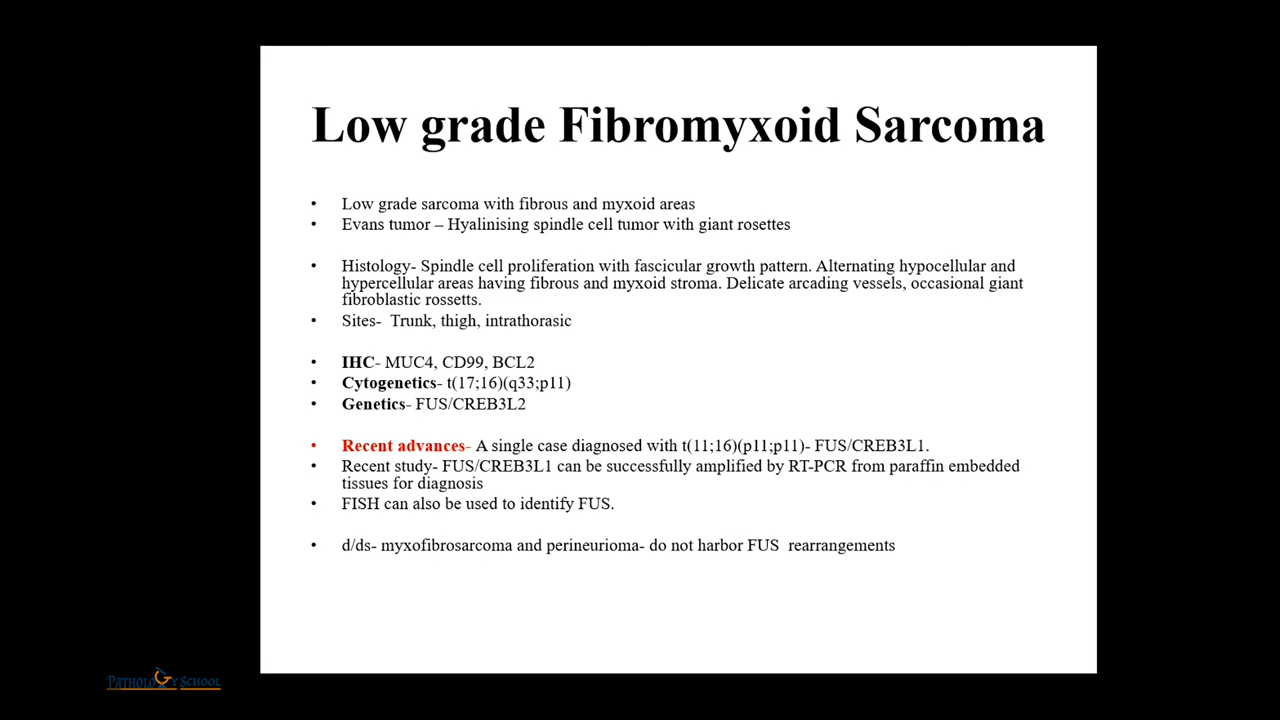 Low grade Fibromyxoid Sarcoma
• Low grade sarcoma with fibrous and myxoid areas
• Evans tumor – Hyalinising spindle cell tumor with giant rosettes
• Histology- Spindle cell proliferation with fascicular growth pattern. Alternating hypocellular and
hypercellular areas having fibrous and myxoid stroma. Delicate arcading vessels, occasional giant
fibroblastic rossetts.
• Sites- Trunk, thigh, intrathorasic
• IHC- MUC4, CD99, BCL2
• Cytogenetics- t(17;16)(q33;p11)
• Genetics- FUS/CREB3L2
• Recent advances- A single case diagnosed with t(11;16)(p11;p11)- FUS/CREB3L1.
• Recent study- FUS/CREB3L1 can be successfully amplified by RT-PCR from paraffin embedded
tissues for diagnosis
• FISH can also be used to identify FUS.
• d/ds- myxofibrosarcoma and perineurioma- do not harbor FUS rearrangements
PATHOLOGY SCHOOL